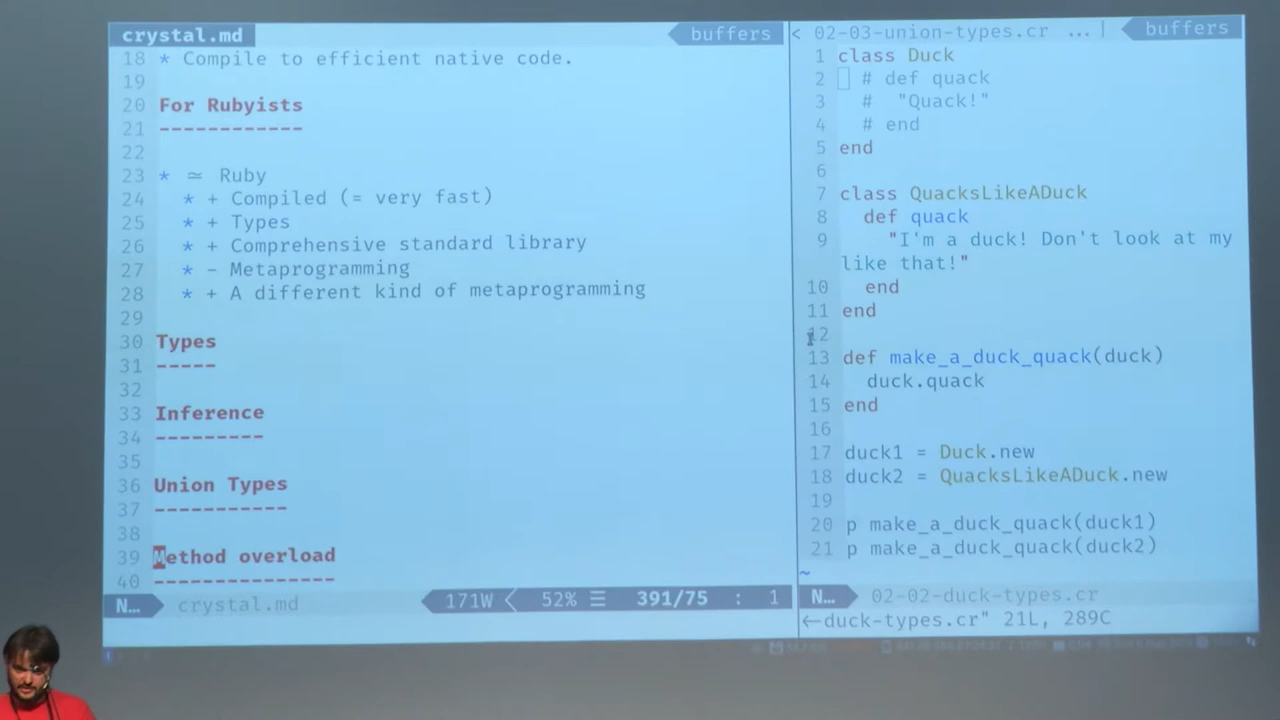 crystal.md
buffers
18 * Compile to efficient native code.
19
20 For Rubyists
21 ------------
22
23 * ≃ Ruby
24 * + Compiled (= very fast)
25 * + Types
26 * + Comprehensive standard library
27 * - Metaprogramming
28 * + A different kind of metaprogramming
29
30 Types
31 -----
32
33 Inference
34 ---------
35
36 Union Types
37 -----------
38
39 Method overload
40 ---------------
N... crystal.md 171W 52% ☰ 391/75 : 1
< 02-03-union-types.cr ...| buffers
1 class Duck
2 # def quack
3 # "Quack!"
4 # end
5 end
6
7 class QuacksLikeADuck
8 def quack
9 "I'm a duck! Don't look at my
like that!"
10 end
11 end
12
13 def make_a_duck_quack(duck)
14 duck.quack
15 end
16
17 duck1 = Duck.new
18 duck2 = QuacksLikeADuck.new
19
20 p make_a_duck_quack(duck1)
21 p make_a_duck_quack(duck2)
~
N... 02-02-duck-types.cr
←duck-types.cr" 21L, 289C